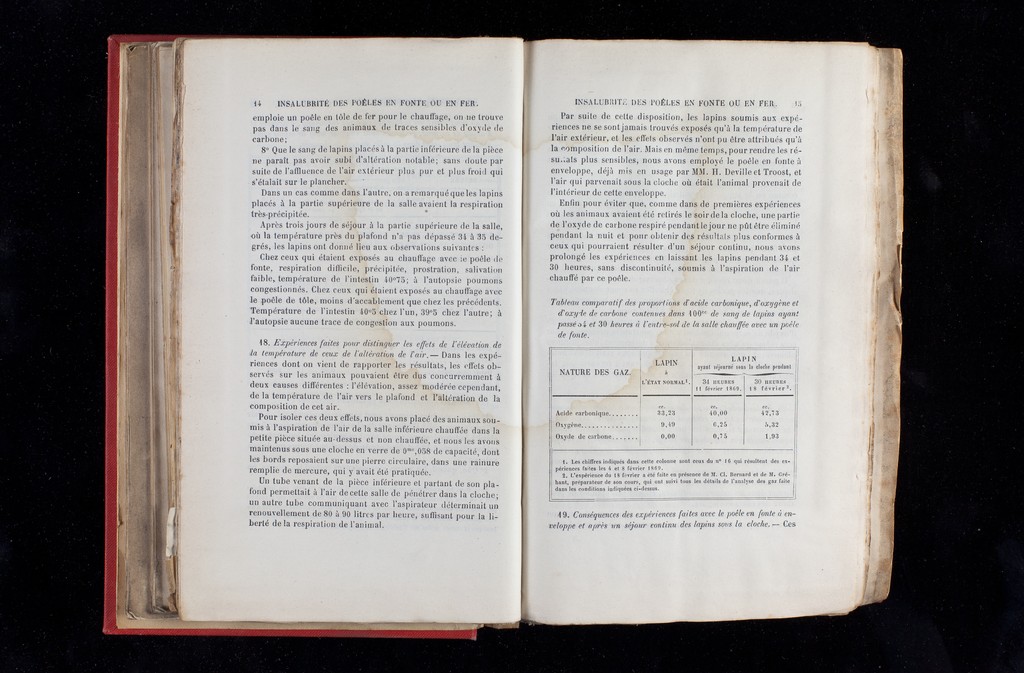 14 INSALUBRITÉ DES POÊLES EN FONTE OU EN FER.
emploie un poêle en tôle de fer pour le chauffage, on ne trouve
pas dans le sang des animaux de traces sensibles d'oxyde de
carbone;
8° Que le sang de lapins placés à la partie inférieure de la pièce
ne paraît pas avoir subi d'altération notable; sans doute par
suite de l'affluence de l'air extérieur plus pur et plus froid qui
s'étalait sur le plancher.
Dans un cas comme dans l'autre, on a remarqué que les lapins
placés à la partie supérieure de la salle avaient la respiration
très-précipitée.
Après trois jours de séjour à la partie supérieure de la salle,
où la température près du plafond n'a pas dépassé 34 à 35 de-
grés, les lapins ont donné lieu aux observations suivantes :
Chez ceux qui étaient exposés au chauffage avec le poêle de
fonte, respiration difficile, précipitée, prostration, salivation
faible, température de l'intestin 40°75; à l'autopsie poumons
congestionnés. Chez ceux qui étaient exposés au chauffage avec
le poêle de tôle, moins d'accablement que chez les précédents.
Température de l'intestin 40°5 chez l'un, 39°5 chez l'autre; à
l'autopsie aucune trace de congestion aux poumons.
18. Expériences faites pour distinguer les effets de l'élévation de
la température de ceux de l'altération de l'air. — Dans les expé-
riences dont on vient de rapporter les résultats, les effets ob-
servés sur les animaux pouvaient être dus concurremment à
deux causes différentes : l'élévation, assez modérée cependant,
de la température de l'air vers le plafond et l'altération de la
composition de cet air.
Pour isoler ces deux effets, nous avons placé des animaux sou-
mis à l'aspiration de l'air de la salle inférieure chauffée dans la
petite pièce située au-dessus et non chauffée, et nous les avons
maintenus sous une cloche en verre de 0mc,058 de capacité, dont
les bords reposaient sur une pierre circulaire, dans une rainure
remplie de mercure, qui y avait été pratiquée.
Un tube venant de la pièce inférieure et partant de son pla-
fond permettait à l'air de cette salle de pénétrer dans la cloche;
un autre tube communiquant avec l'aspirateur déterminait un
renouvellement de 80 à 90 litres par heure, suffisant pour la li-
berté de la respiration de l'animal.
INSALUBRITÉ DES POÊLES EN FONTE OU EN FER. 15
Par suite de cette disposition, les lapins soumis aux expé-
riences ne se sont jamais trouvés exposés qu'à la température de
l'air extérieur, et les effets observés n'ont pu être attribués qu'à
la composition de l'air. Mais en même temps, pour rendre les ré-
sultats plus sensibles, nous avons employé le poêle en fonte à
enveloppe, déjà mis en usage par MM. H. Deville et Troost, et
l'air qui parvenait sous la cloche où était l'animal provenait de
l'intérieur de cette enveloppe.
Enfin pour éviter que, comme dans de premières expériences
où les animaux avaient été retirés le soir de la cloche, une partie
de l'oxyde de carbone respiré pendant le jour ne pût être éliminé
pendant la nuit et pour obtenir des résultats plus conformes à
ceux qui pourraient résulter d'un séjour continu, nous avons
prolongé les expériences en laissant les lapins pendant 34 et
30 heures, sans discontinuité, soumis à l'aspiration de l'air
chauffé par ce poêle.
Tableau comparatif des proportions d'acide carbonique, d'oxygène et
d'oxyde de carbone contenues dans 100cc de sang de lapins ayant
passé 34 et 30 heures à l'entre-sol de la salle chauffée avec un poêle
de fonte.
NATURE DES GAZ. LAPIN à L'ÉTAT NORMAL 1. LAPIN ayant séjourné sous la cloche pendant
34 HEURES 11 février 1869. 30 HEURES 18 février 2.
cc. cc. cc.
Acide carbonique........ 33,23 40,00 42,73
Oxygène............... 9,49 6,25 5,32
Oxyde de carbone....... 0,00 0,75 1,93
1. Les chiffres indiqués dans cette colonne sont ceux du n° 16 qui résultent des ex-
périences faites les 4 et 8 février 1869.
2. L'expérience du 18 février a été faite en présence de M. Cl. Bernard et de M. Gré-
hant, préparateur de son cours, qui ont suivi tous les détails de l'analyse des gaz faite
dans les conditions indiquées ci-dessus.
19. Conséquences des expériences faites avec le poêle en fonte à en-
veloppe et après un séjour continu des lapins sous la cloche. — Ces